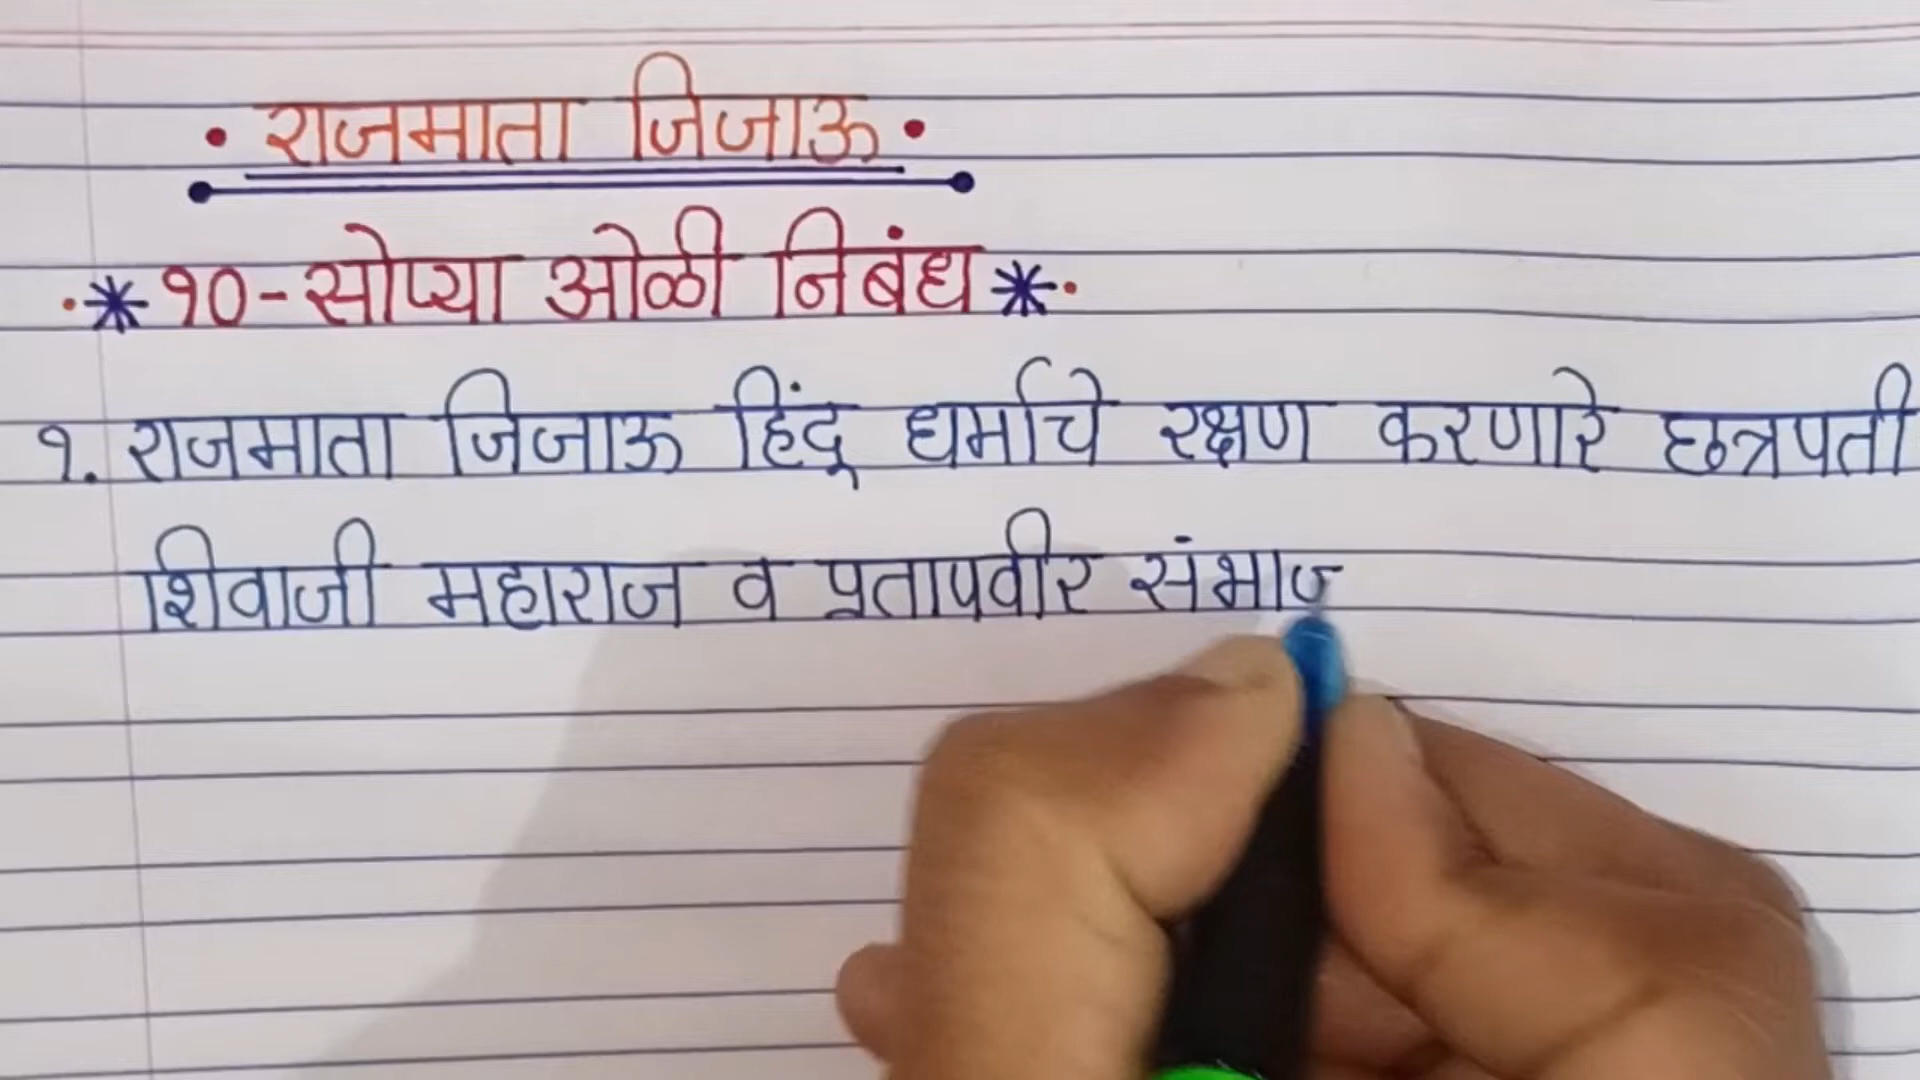 • राजमाता जिजाऊ •
* १०-सोप्या ओळी निबंध *
१. राजमाता जिजाऊ हिंदू धर्माचे रक्षण करणारे छत्रपती
शिवाजी महाराज व प्रतापवीर संभाज